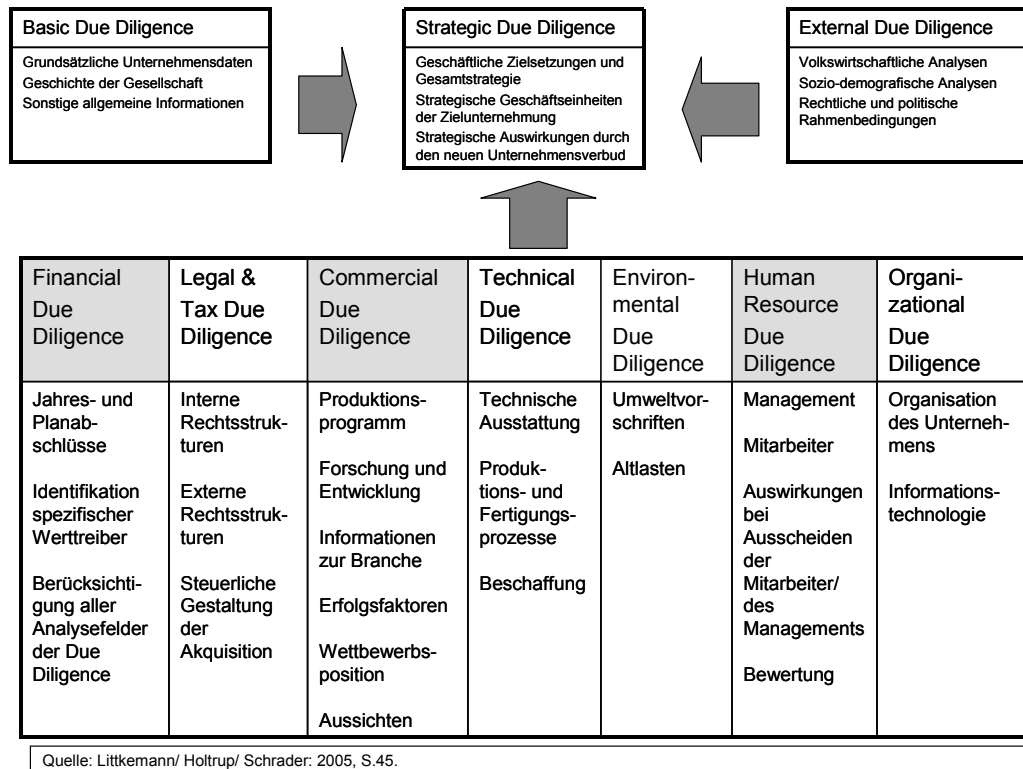 Basic Due Diligence
Grundsätzliche Unternehmensdaten
Geschichte der Gesellschaft
Sonstige allgemeine Informationen
Strategic Due Diligence
Geschäftliche Zielsetzungen und
Gesamtstrategie
Strategische Geschäftseinheiten
der Zielunternehmung
Strategische Auswirkungen durch
den neuen Unternehmensverbud
External Due Diligence
Volkswirtschaftliche Analysen
Sozio-demografische Analysen
Rechtliche und politische
Rahmenbedingungen
Financial
Due
Diligence
Legal &
Tax Due
Diligence
Commercial
Due
Diligence
Technical
Due
Diligence
Environ-
mental
Due
Diligence
Human
Resource
Due
Diligence
Organi-
zational
Due
Diligence
Jahres- und
Planab-
schlüsse
Identifikation
spezifischer
Werttreiber
Berücksichti-
gung aller
Analysefelder
der Due
Diligence
Interne
Rechtsstruk-
turen
Externe
Rechtsstruk-
turen
Steuerliche
Gestaltung
der
Akquisition
Produktions-
programm
Forschung und
Entwicklung
Informationen
zur Branche
Erfolgsfaktoren
Wettbewerbs-
position
Aussichten
Technische
Ausstattung
Produk-
tions- und
Fertigungs-
prozesse
Beschaffung
Umweltvor-
schriften
Altlasten
Management
Mitarbeiter
Auswirkungen
bei
Ausscheiden
der
Mitarbeiter/
des
Managements
Bewertung
Organisation
des Unterneh-
mens
Informations-
technologie
Quelle: Littkemann/ Holtrup/ Schrader: 2005, S.45.